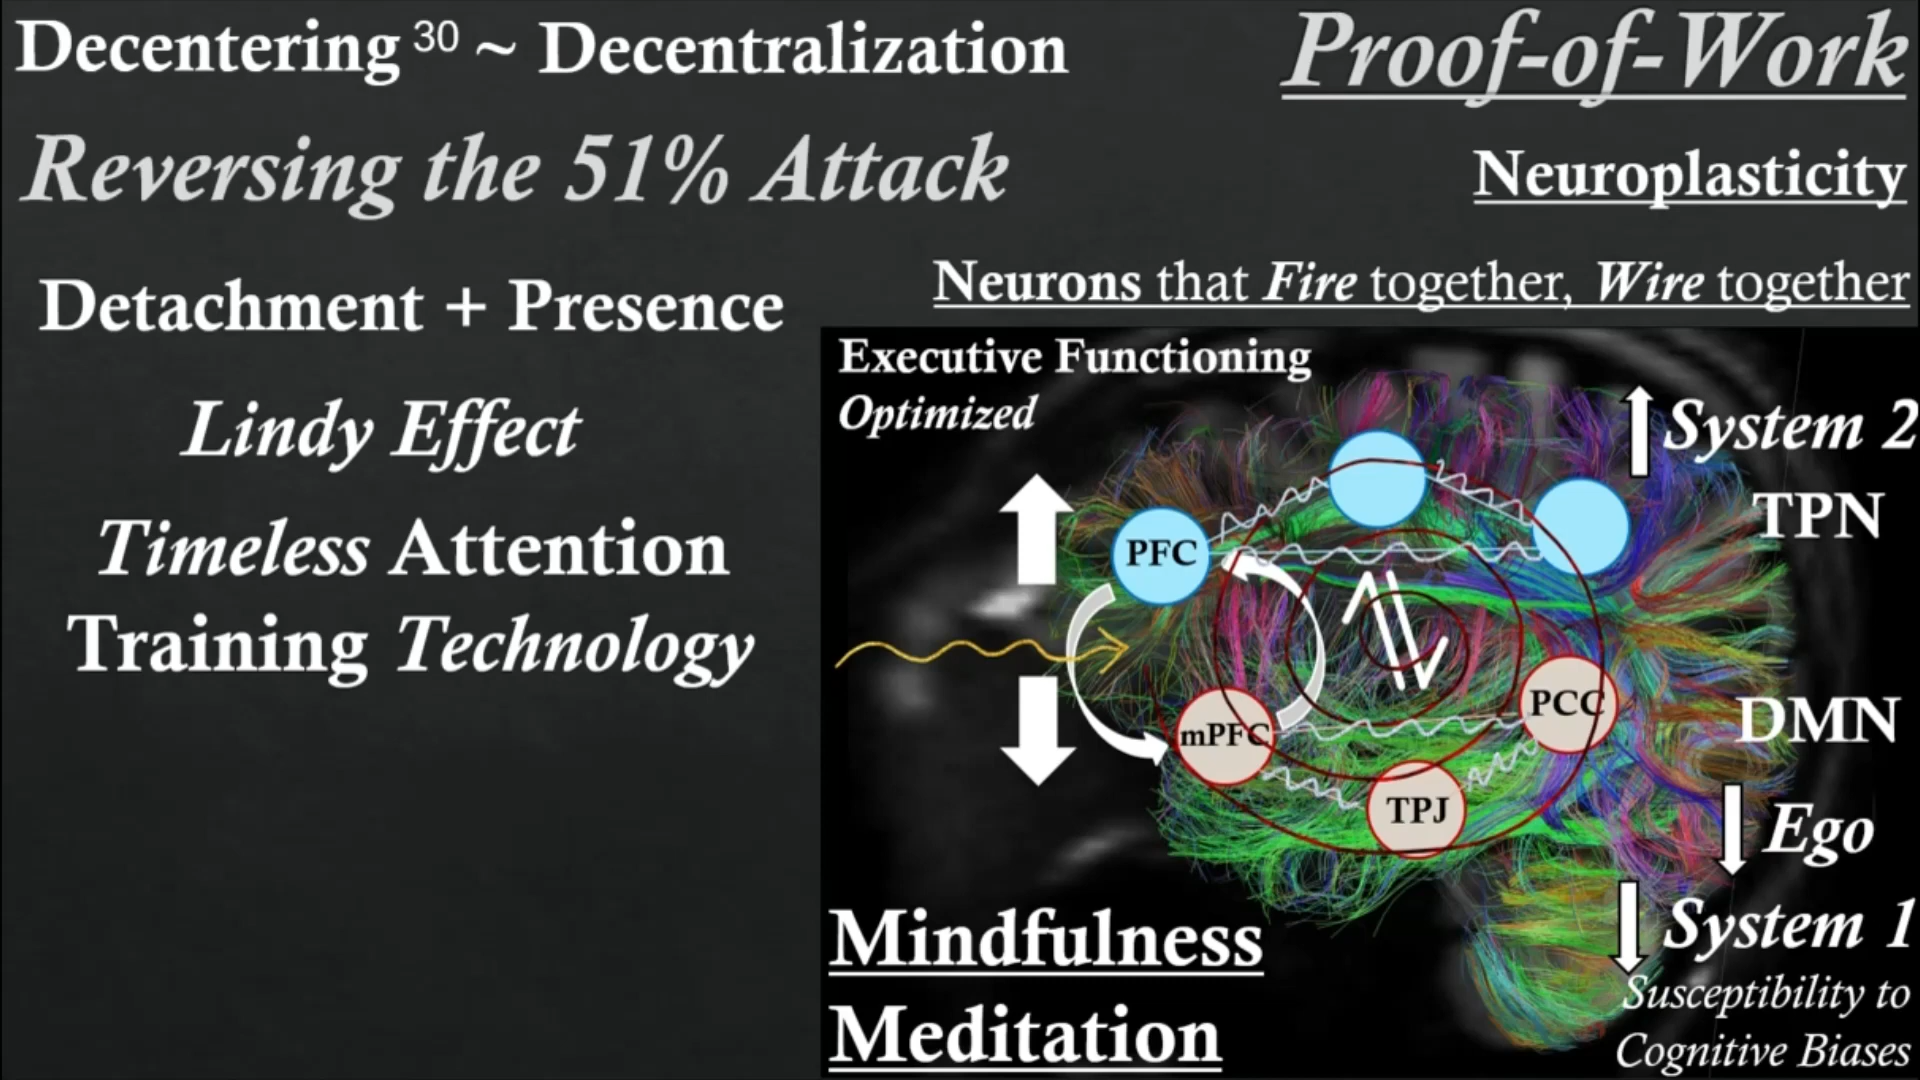 Decentering 30 ~ Decentralization
Reversing the 51% Attack
Detachment + Presence
Lindy Effect
Timeless Attention
Training Technology
Proof-of-Work
Neuroplasticity
Neurons that Fire together, Wire together
Executive Functioning
Optimized
System 2
TPN
PFC
mPFC
PCC
TPJ
DMN
Ego
System 1
Susceptibility to
Cognitive Biases
Mindfulness
Meditation